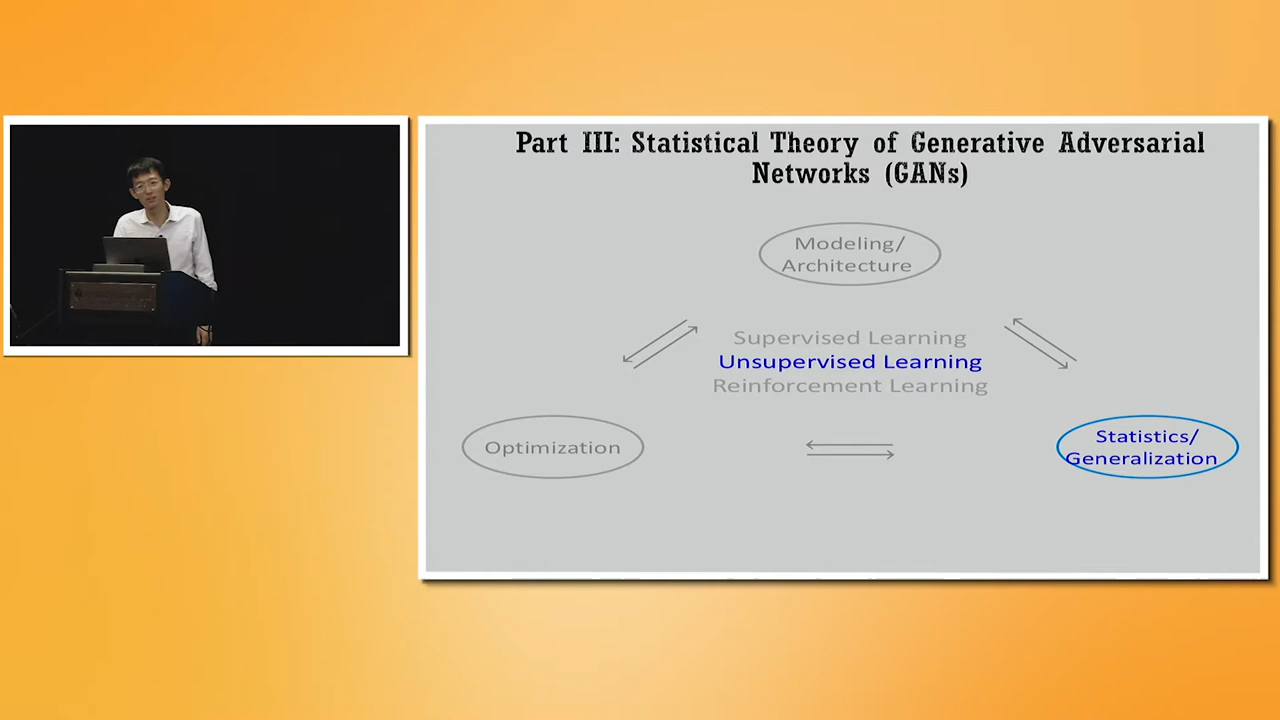 Part III: Statistical Theory of Generative Adversarial
Networks (GANs)
Modeling/
Architecture
Supervised Learning
Unsupervised Learning
Reinforcement Learning
Optimization
Statistics/
Generalization